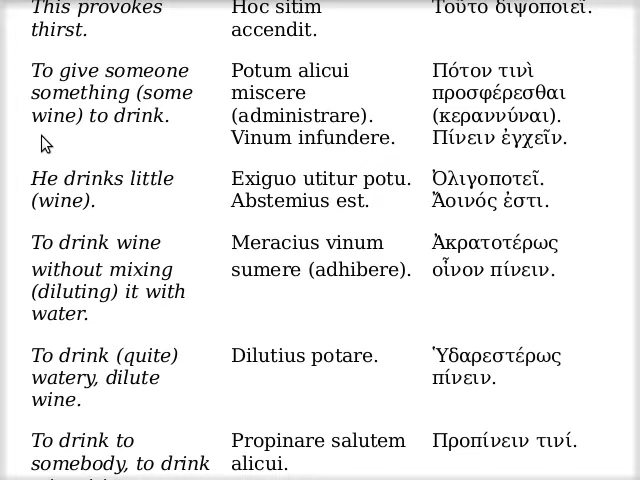 This provokes Hoc sitim Τοῦτο διψοποιεῖ.
thirst. accendit.
To give someone Potum alicui Πότον τινὶ
something (some miscere προσφέρεσθαι
wine) to drink. (administrare). (κεραννύναι).
Vinum infundere. Πίνειν ἐγχεῖν.
He drinks little Exiguo utitur potu. Ὀλιγοποτεῖ.
(wine). Abstemius est. Ἄοινός ἐστι.
To drink wine Meracius vinum Ἀκρατοτέρως
without mixing sumere (adhibere). οἶνον πίνειν.
(diluting) it with
water.
To drink (quite) Dilutius potare. Ὑδαρεστέρως
watery, dilute πίνειν.
wine.
To drink to Propinare salutem Προπίνειν τινί.
somebody, to drink alicui.